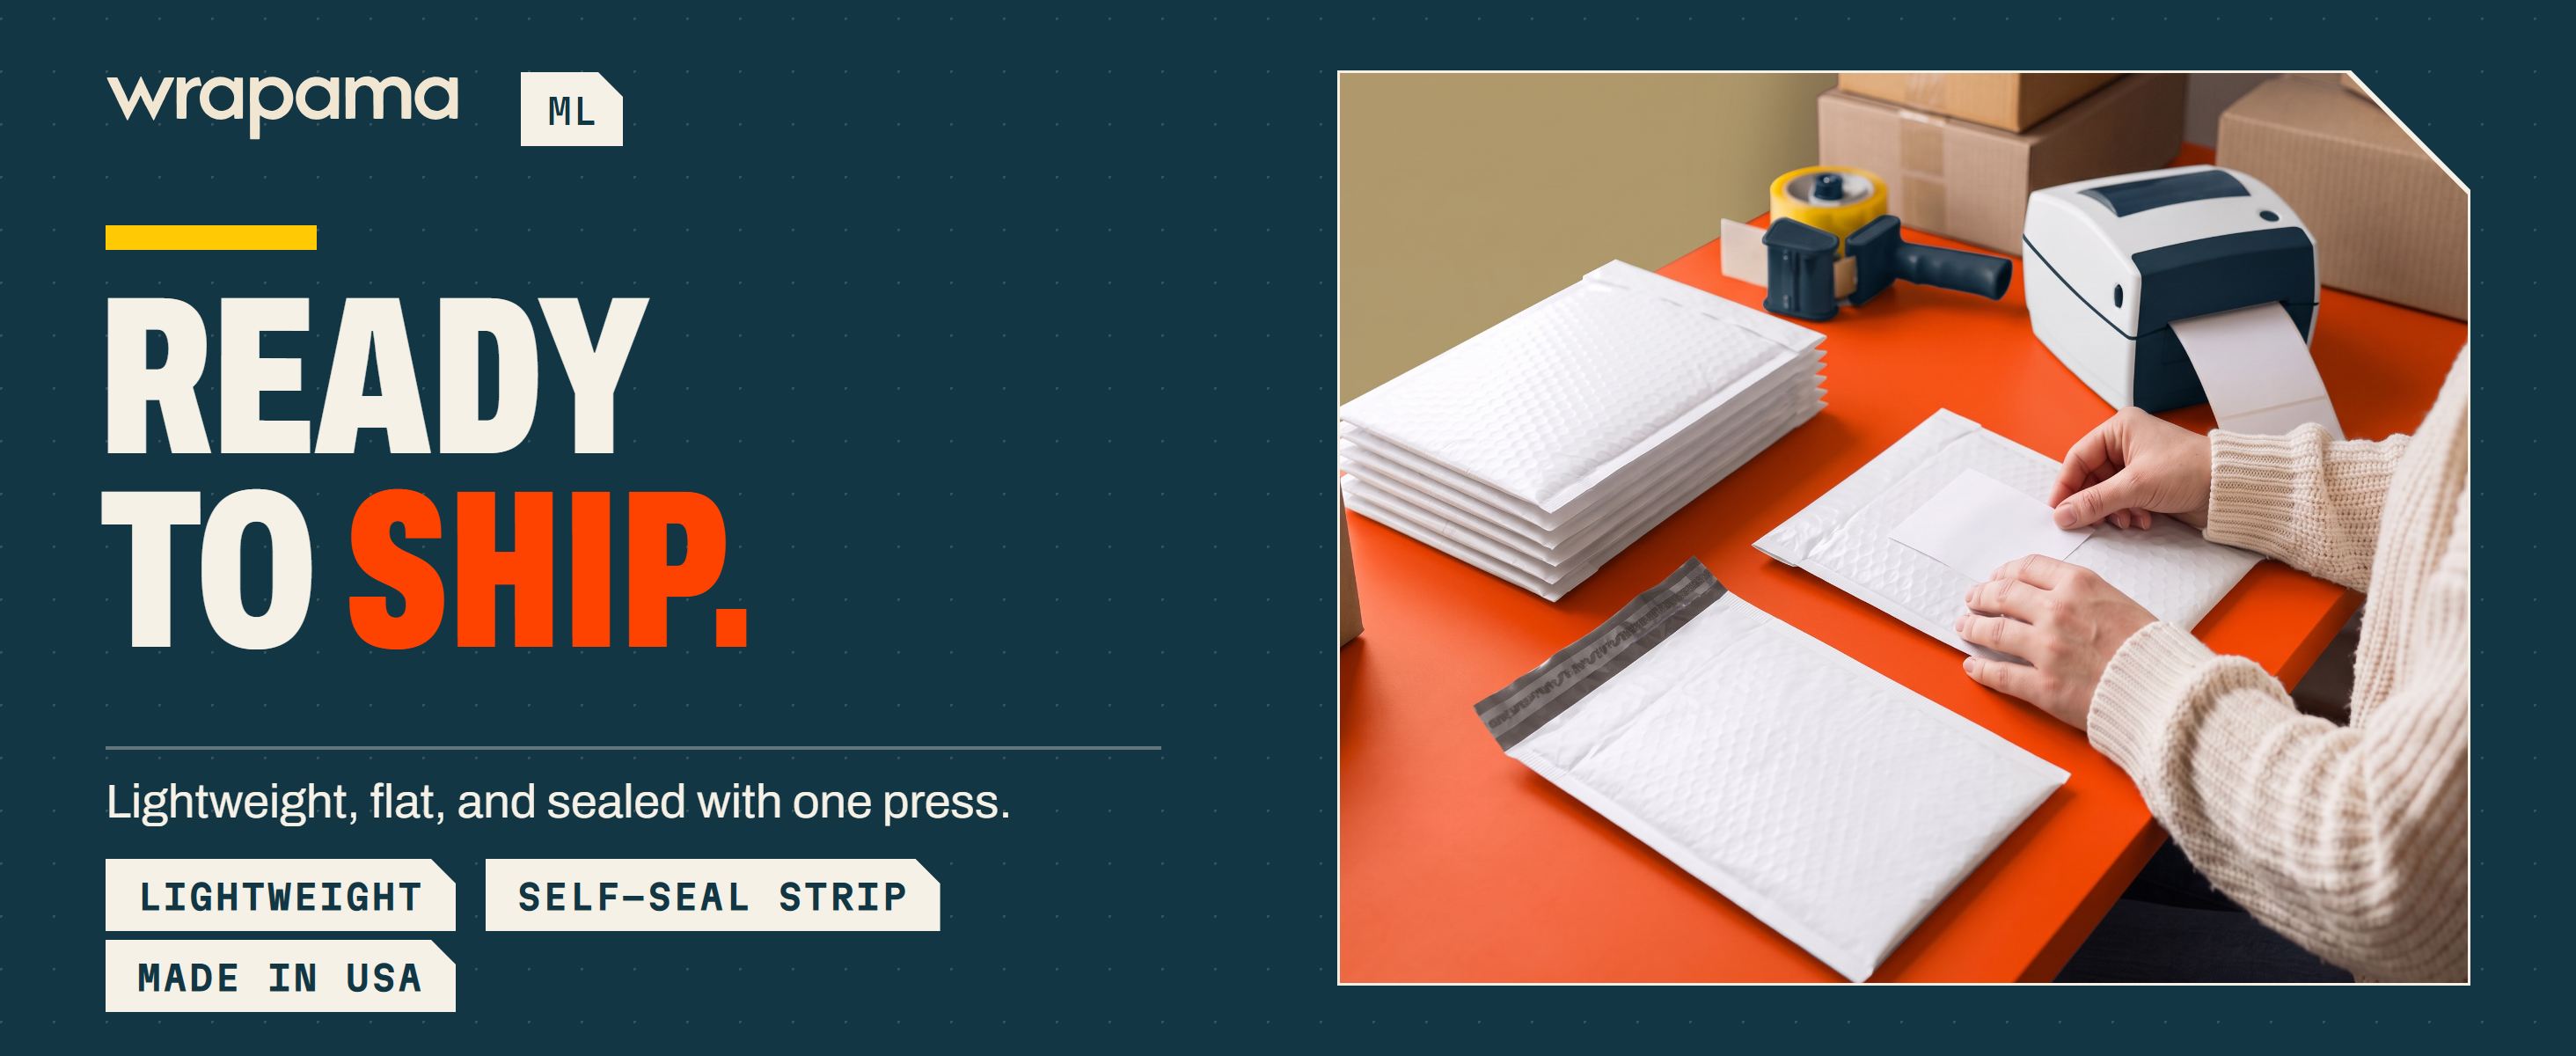 wrapama
ML
READY
TO SHIP.
Lightweight, flat, and sealed with one press.
LIGHTWEIGHT
SELF-SEAL STRIP
MADE IN USA